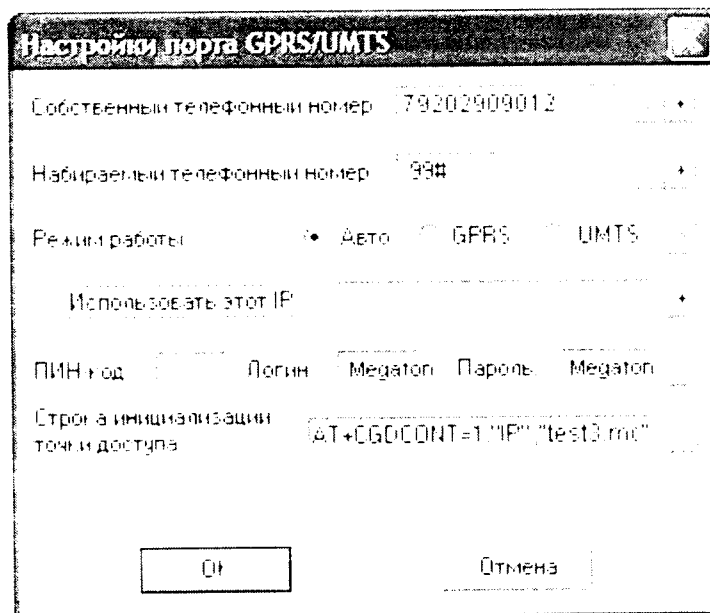 Настройки порта GPRS/UMTS
Собственный телефонный номер 79202909012
Набираемый телефонный номер 99#
Режим работы Авто GPRS UMTS
Использовать этот IP
ПИН-код Логин Megafon Пароль Megafon
Строка инициализации
точки доступа AT+CGDCONT=1,"IP","test3.mc"
Ok Отмена